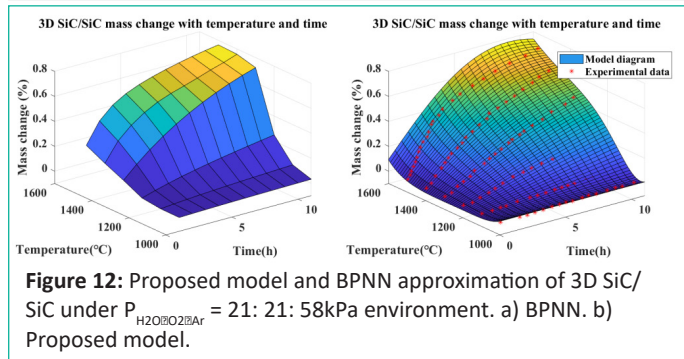 3D SiC/SiC mass change with temperature and time
3D SiC/SiC mass change with temperature and time
0.8
0.6
0.4
0.2
0
Mass change (%)
1600
1400
1200
1000
Temperature(°C)
0
5
10
Time(h)
0.8
0.6
0.4
0.2
0
Mass change (%)
1600
1400
1200
1000
Temperature(°C)
0
5
10
Time(h)
Model diagram
Experimental data
Figure 12: Proposed model and BPNN approximation of 3D SiC/
SiC under P H2O⍰O2⍰Ar = 21: 21: 58kPa environment. a) BPNN. b)
Proposed model.